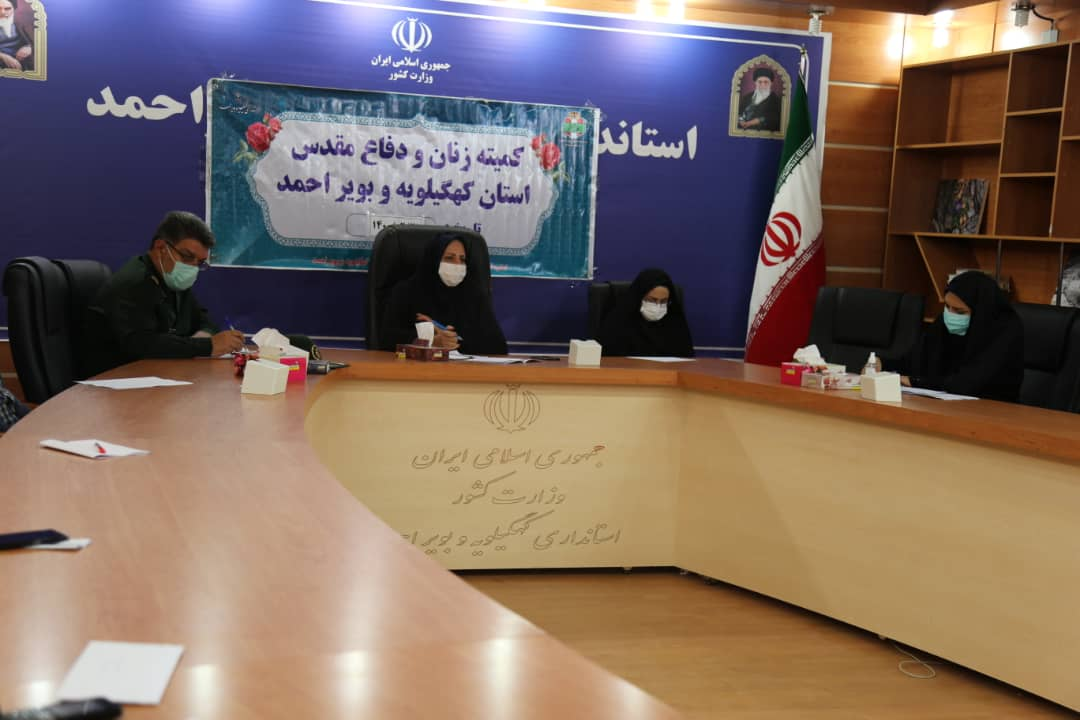 جمهوری اسلامی ایران
وزارت کشور
احمد
استاند
کمیته زنان و دفاع مقدس
استان کهگیلویه و بویر احمد
جمهوری اسلامی ایران
وزارت کشور
استانداری کهگیلویه و بویر